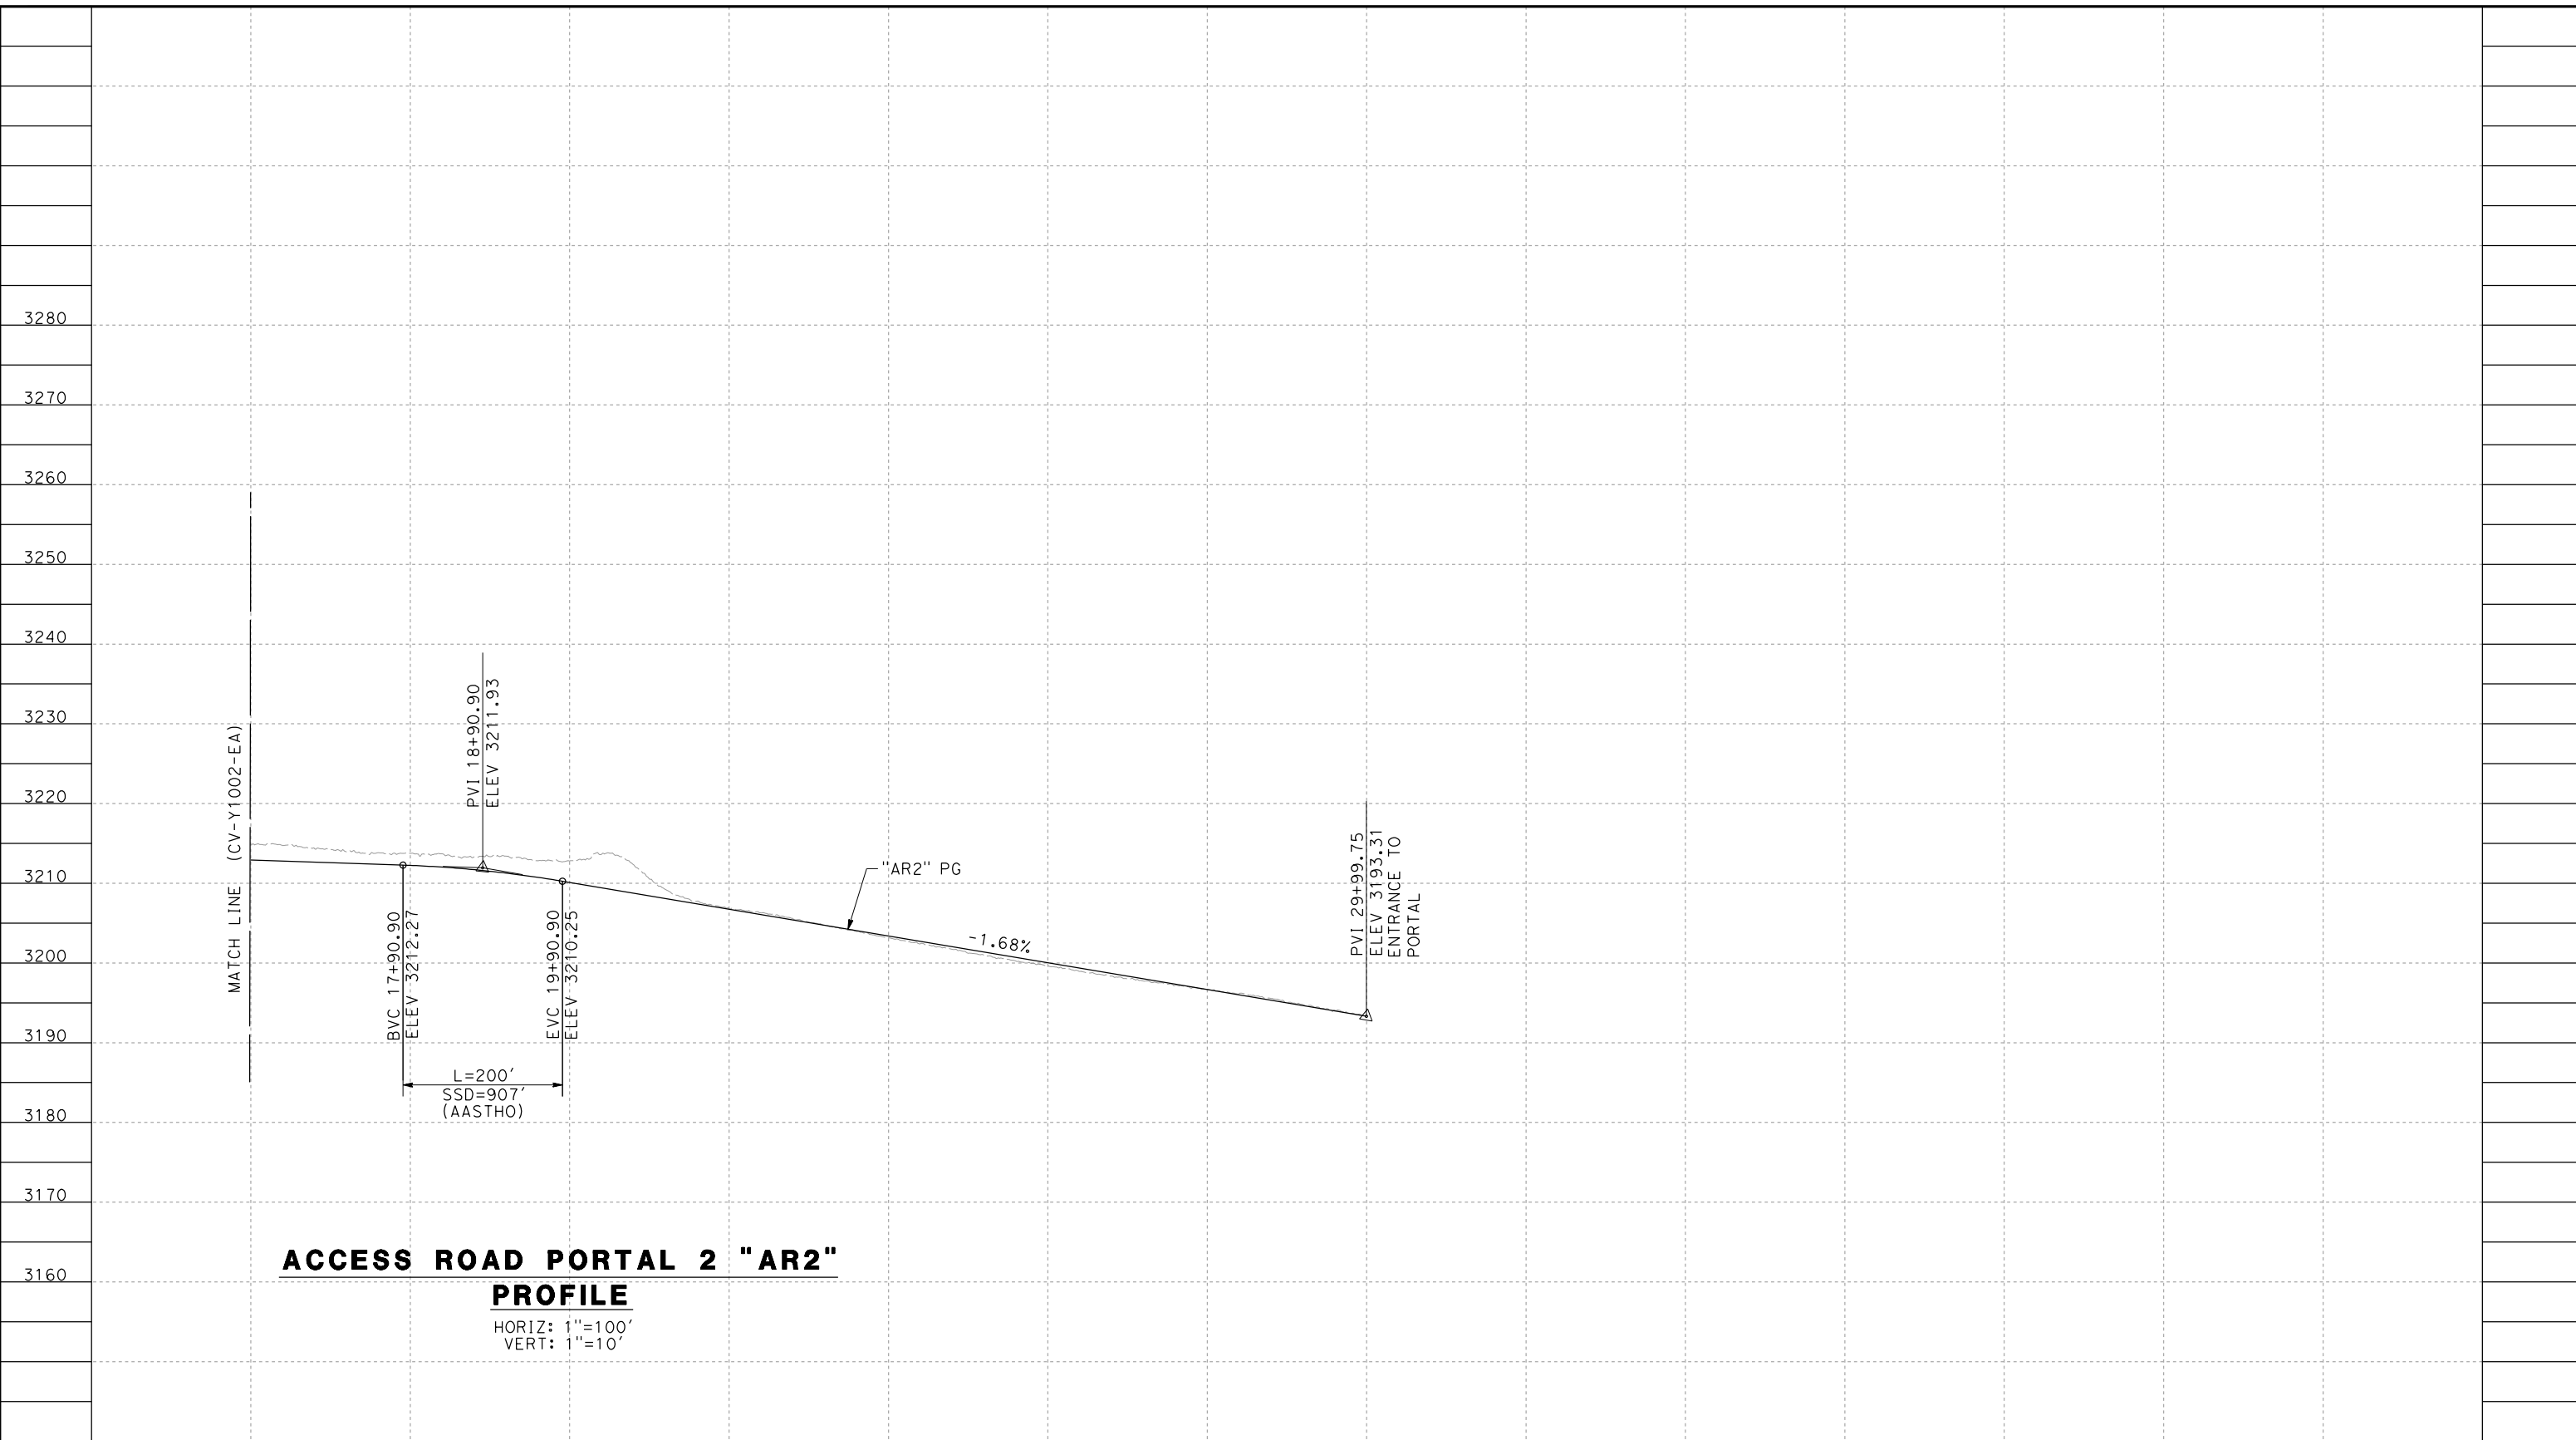 3280
3270
3260
3250
3240
3230
3220
3210
3200
3190
3180
3170
3160
MATCH LINE (CV-Y1002-EA)
BVC 17+90.90
ELEV 3212.27
PVI 18+90.90
ELEV 3211.93
EVC 19+90.90
ELEV 3210.25
L=200'
SSD=907'
(AASTHO)
"AR2" PG
-1.68%
PVI 29+99.75
ELEV 3193.31
ENTRANCE TO
PORTAL
ACCESS ROAD PORTAL 2 "AR2"
PROFILE
HORIZ: 1"=100'
VERT: 1"=10'